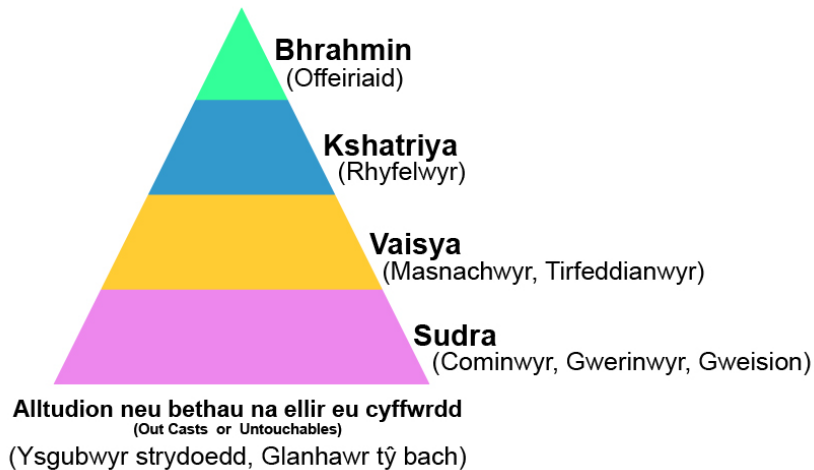 Bhrahmin
(Offeiriaid)
Kshatriya
(Rhyfelwyr)
Vaisya
(Masnachwyr, Tirfeddianwyr)
Sudra
(Cominwyr, Gwerinwyr, Gweision)
Alltudion neu bethau na ellir eu cyffwrdd
(Out Casts or Untouchables)
(Ysgubwyr strydoedd, Glanhawr tŷ bach)